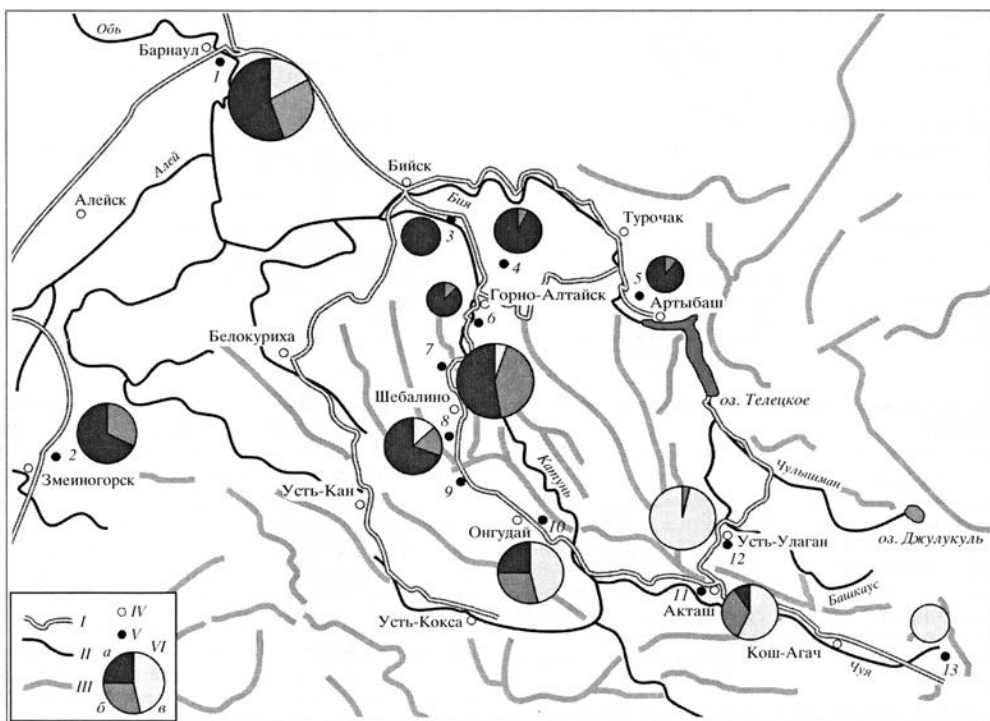 Обь
Барнаул
1
Алей
Бийск
Алейск
Бия
3
4
Турочак
5
Артыбаш
Горно-Алтайск
6
Белокуриха
7
Шебалино
оз. Телецкое
8
2
Змеиногорск
9
Катунь
Чулышман
Усть-Кан
Онгудай
10
Усть-Улаган
12
оз. Джулукуль
Башкаус
11
Акташ
Усть-Кокса
Кош-Агач
Чуя
13
I
IV
II
V
а
VI
III
б
в